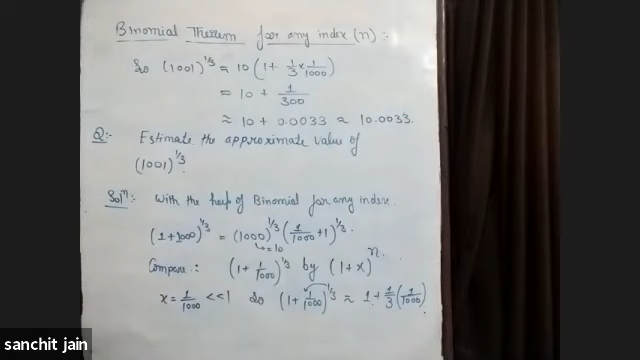 Binomial Theorem for any index (n) :-
So (1001)^1/3 ≈ 10 (1 + 1/3 × 1/1000)
= 10 + 1/300
≈ 10 + 0.0033 ≈ 10.0033.
Q:- Estimate the approximate value of
(1001)^1/3.
Solⁿ:- With the help of Binomial for any index.
(1+1000)^1/3 = (1000)^1/3 (1/1000 + 1)^1/3.
↳ = 10
Compare :- (1 + 1/1000)^1/3 by (1+x)^n.
x = 1/1000 << 1 So (1 + 1/1000)^1/3 ≈ 1 + 1/3 (1/1000)
sanchit jain